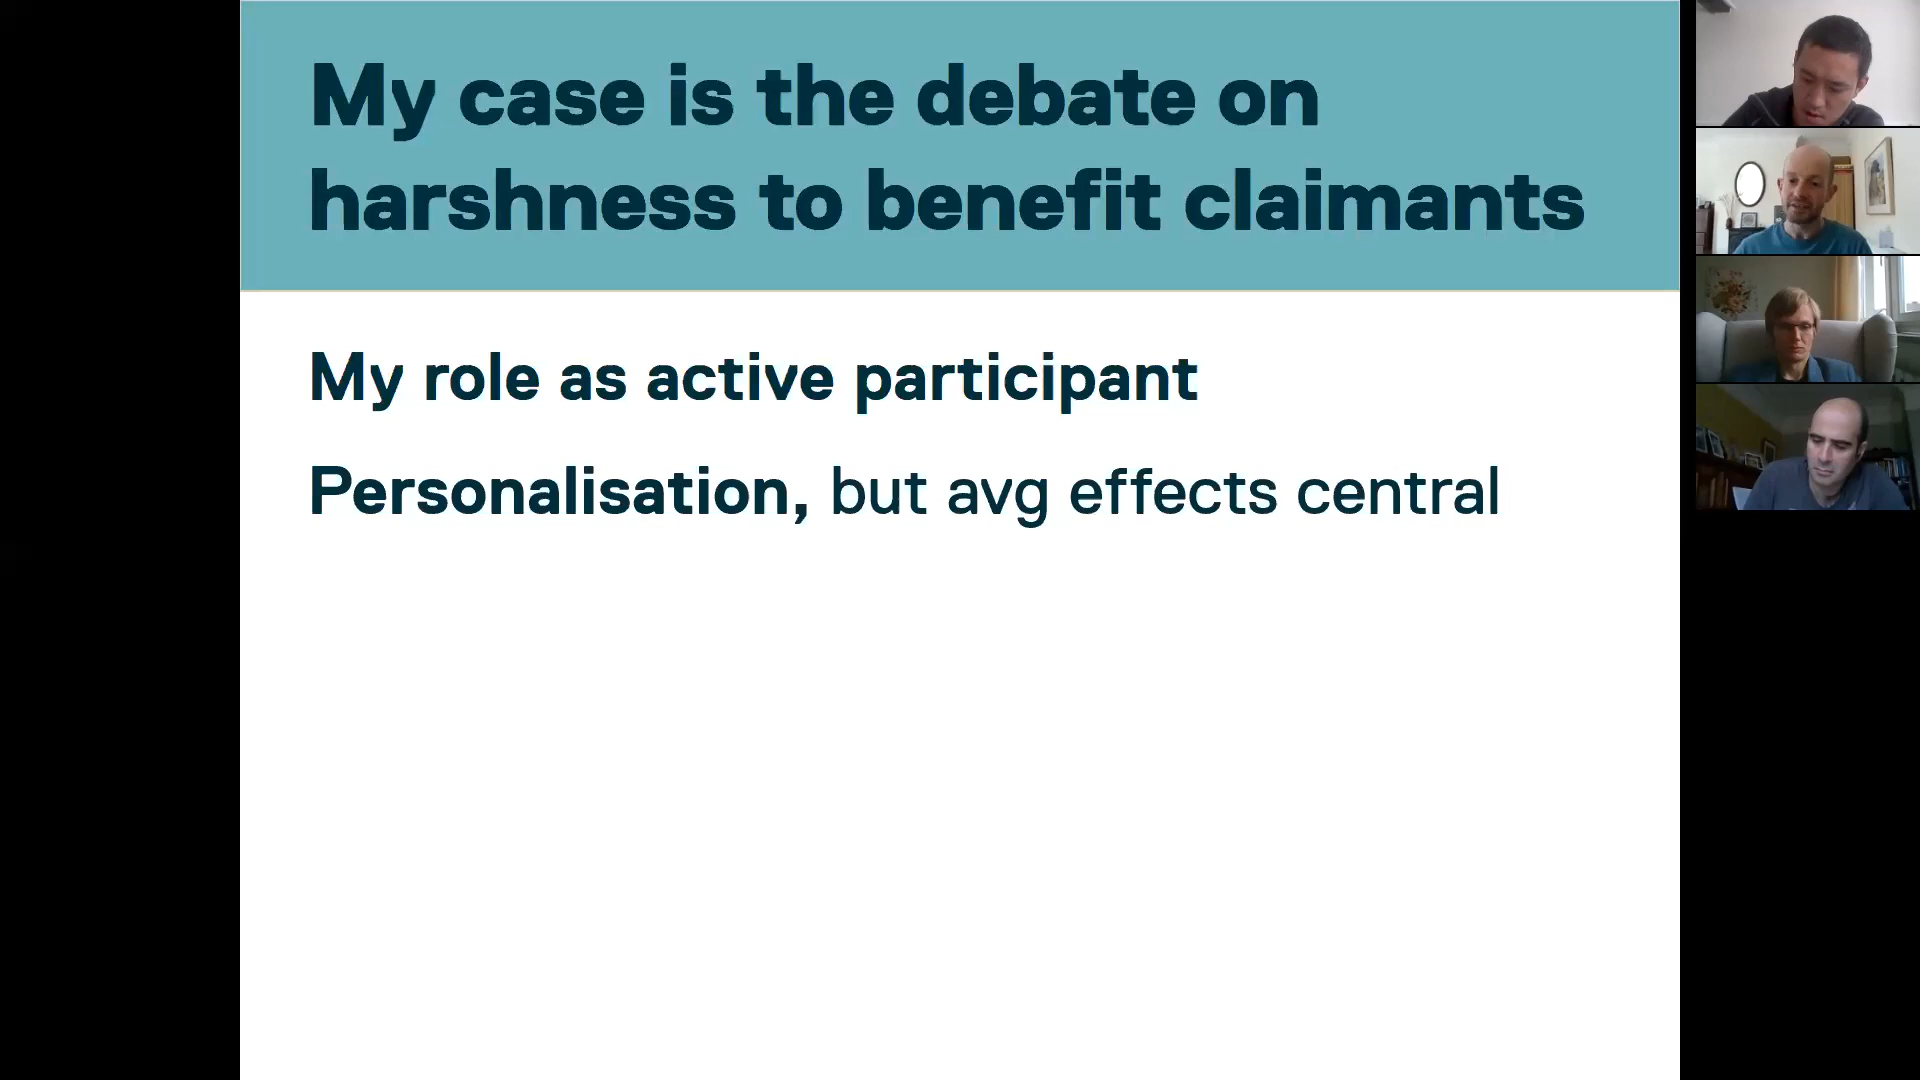 My case is the debate on
harshness to benefit claimants
My role as active participant
Personalisation, but avg effects central